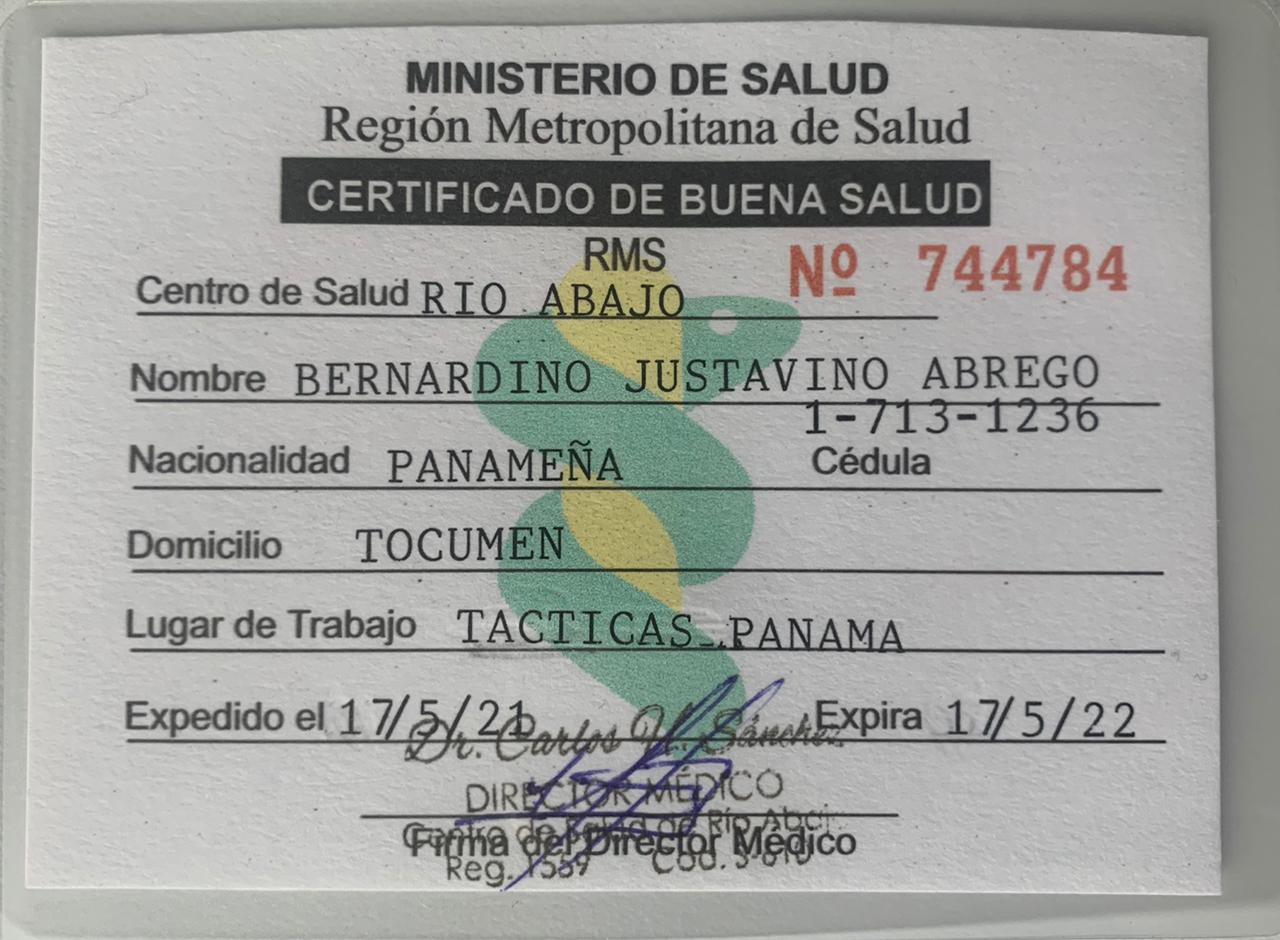 MINISTERIO DE SALUD
Región Metropolitana de Salud
CERTIFICADO DE BUENA SALUD
RMS
Nº 744784
Centro de Salud RIO ABAJO
Nombre BERNARDINO JUSTAVINO ABREGO
1-713-1236
Nacionalidad PANAMEÑA Cédula
Domicilio TOCUMEN
Lugar de Trabajo TACTICAS PANAMA
Expedido el 17/5/21 Expira 17/5/22
Dr. Carlos H. Sánchez
DIRECTOR MÉDICO
Centro de Salud de Río Abajo
Firma del Director Médico
Reg. 1559 Cod.